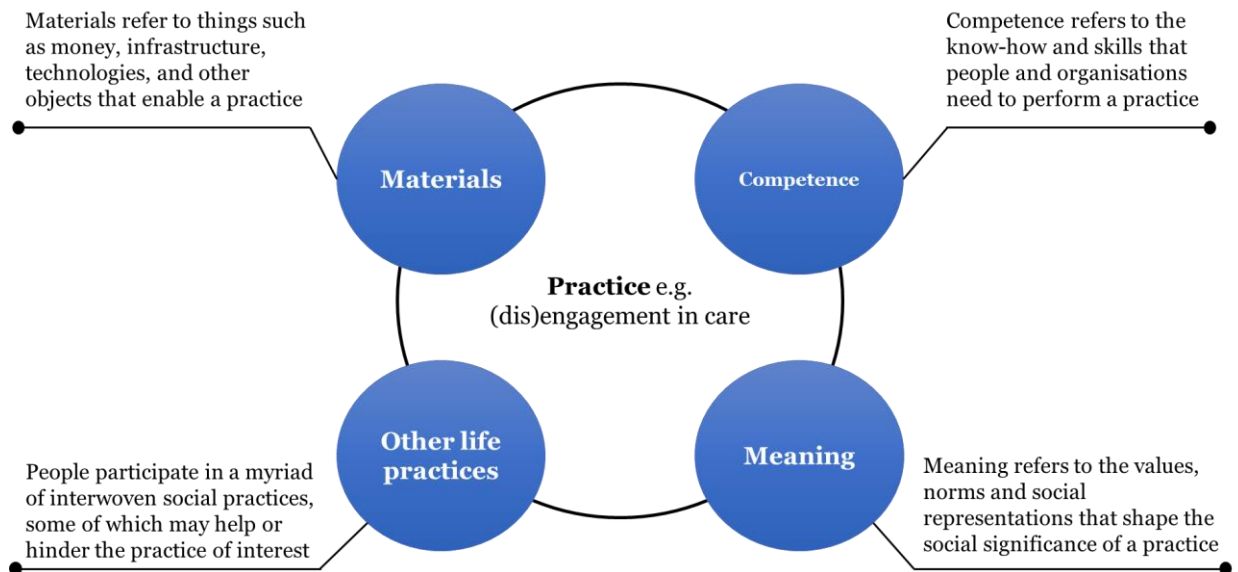 Materials refer to things such
as money, infrastructure,
technologies, and other
objects that enable a practice
Competence refers to the
know-how and skills that
people and organisations
need to perform a practice
Materials
Competence
Practice e.g.
(dis)engagement in care
Other life
practices
Meaning
People participate in a myriad
of interwoven social practices,
some of which may help or
hinder the practice of interest
Meaning refers to the values,
norms and social
representations that shape the
social significance of a practice